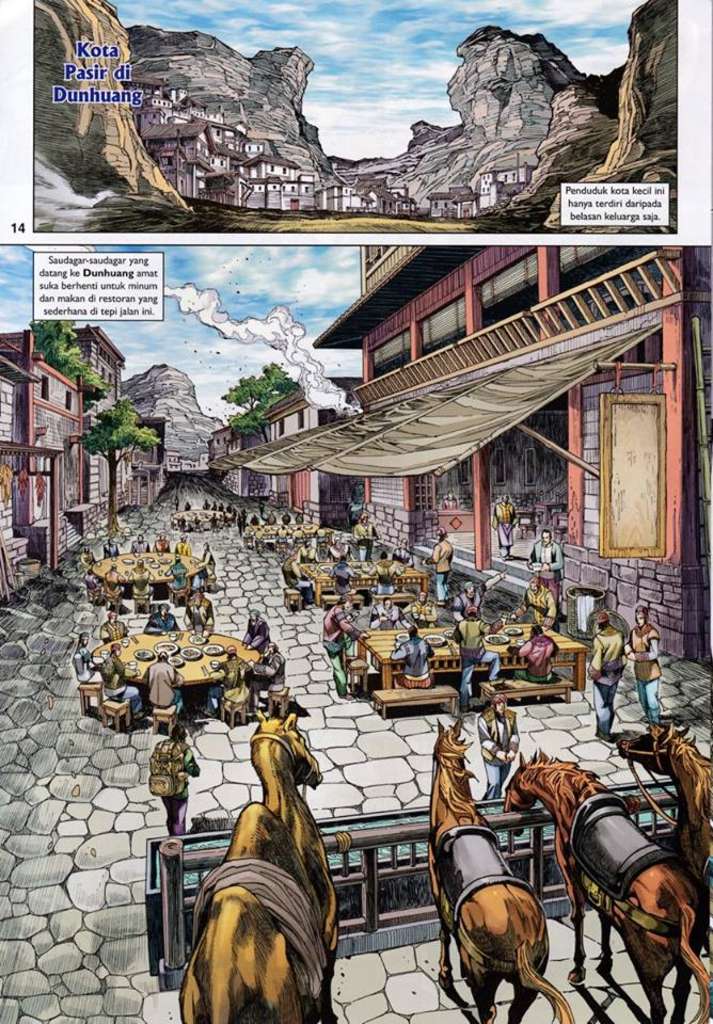 Kota
Pasir di
Dunhuang
Penduduk kota kecil ini
hanya terdiri daripada
belasan keluarga saja.
14
Saudagar-saudagar yang
datang ke Dunhuang amat
suka berhenti untuk minum
dan makan di restoran yang
sederhana di tepi jalan ini.